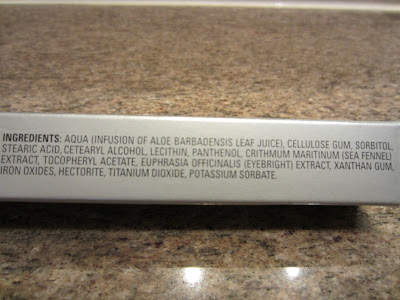 INGREDIENTS: AQUA (INFUSION OF ALOE BARBADENSIS LEAF JUICE), CELLULOSE GUM, SORBITOL,
STEARIC ACID, CETEARYL ALCOHOL, LECITHIN, PANTHENOL, CRITHMUM MARITINUM (SEA FENNEL)
EXTRACT, TOCOPHERYL ACETATE, EUPHRASIA OFFICINALIS (EYEBRIGHT) EXTRACT, XANTHAN GUM,
IRON OXIDES, HECTORITE, TITANIUM DIOXIDE, POTASSIUM SORBATE.